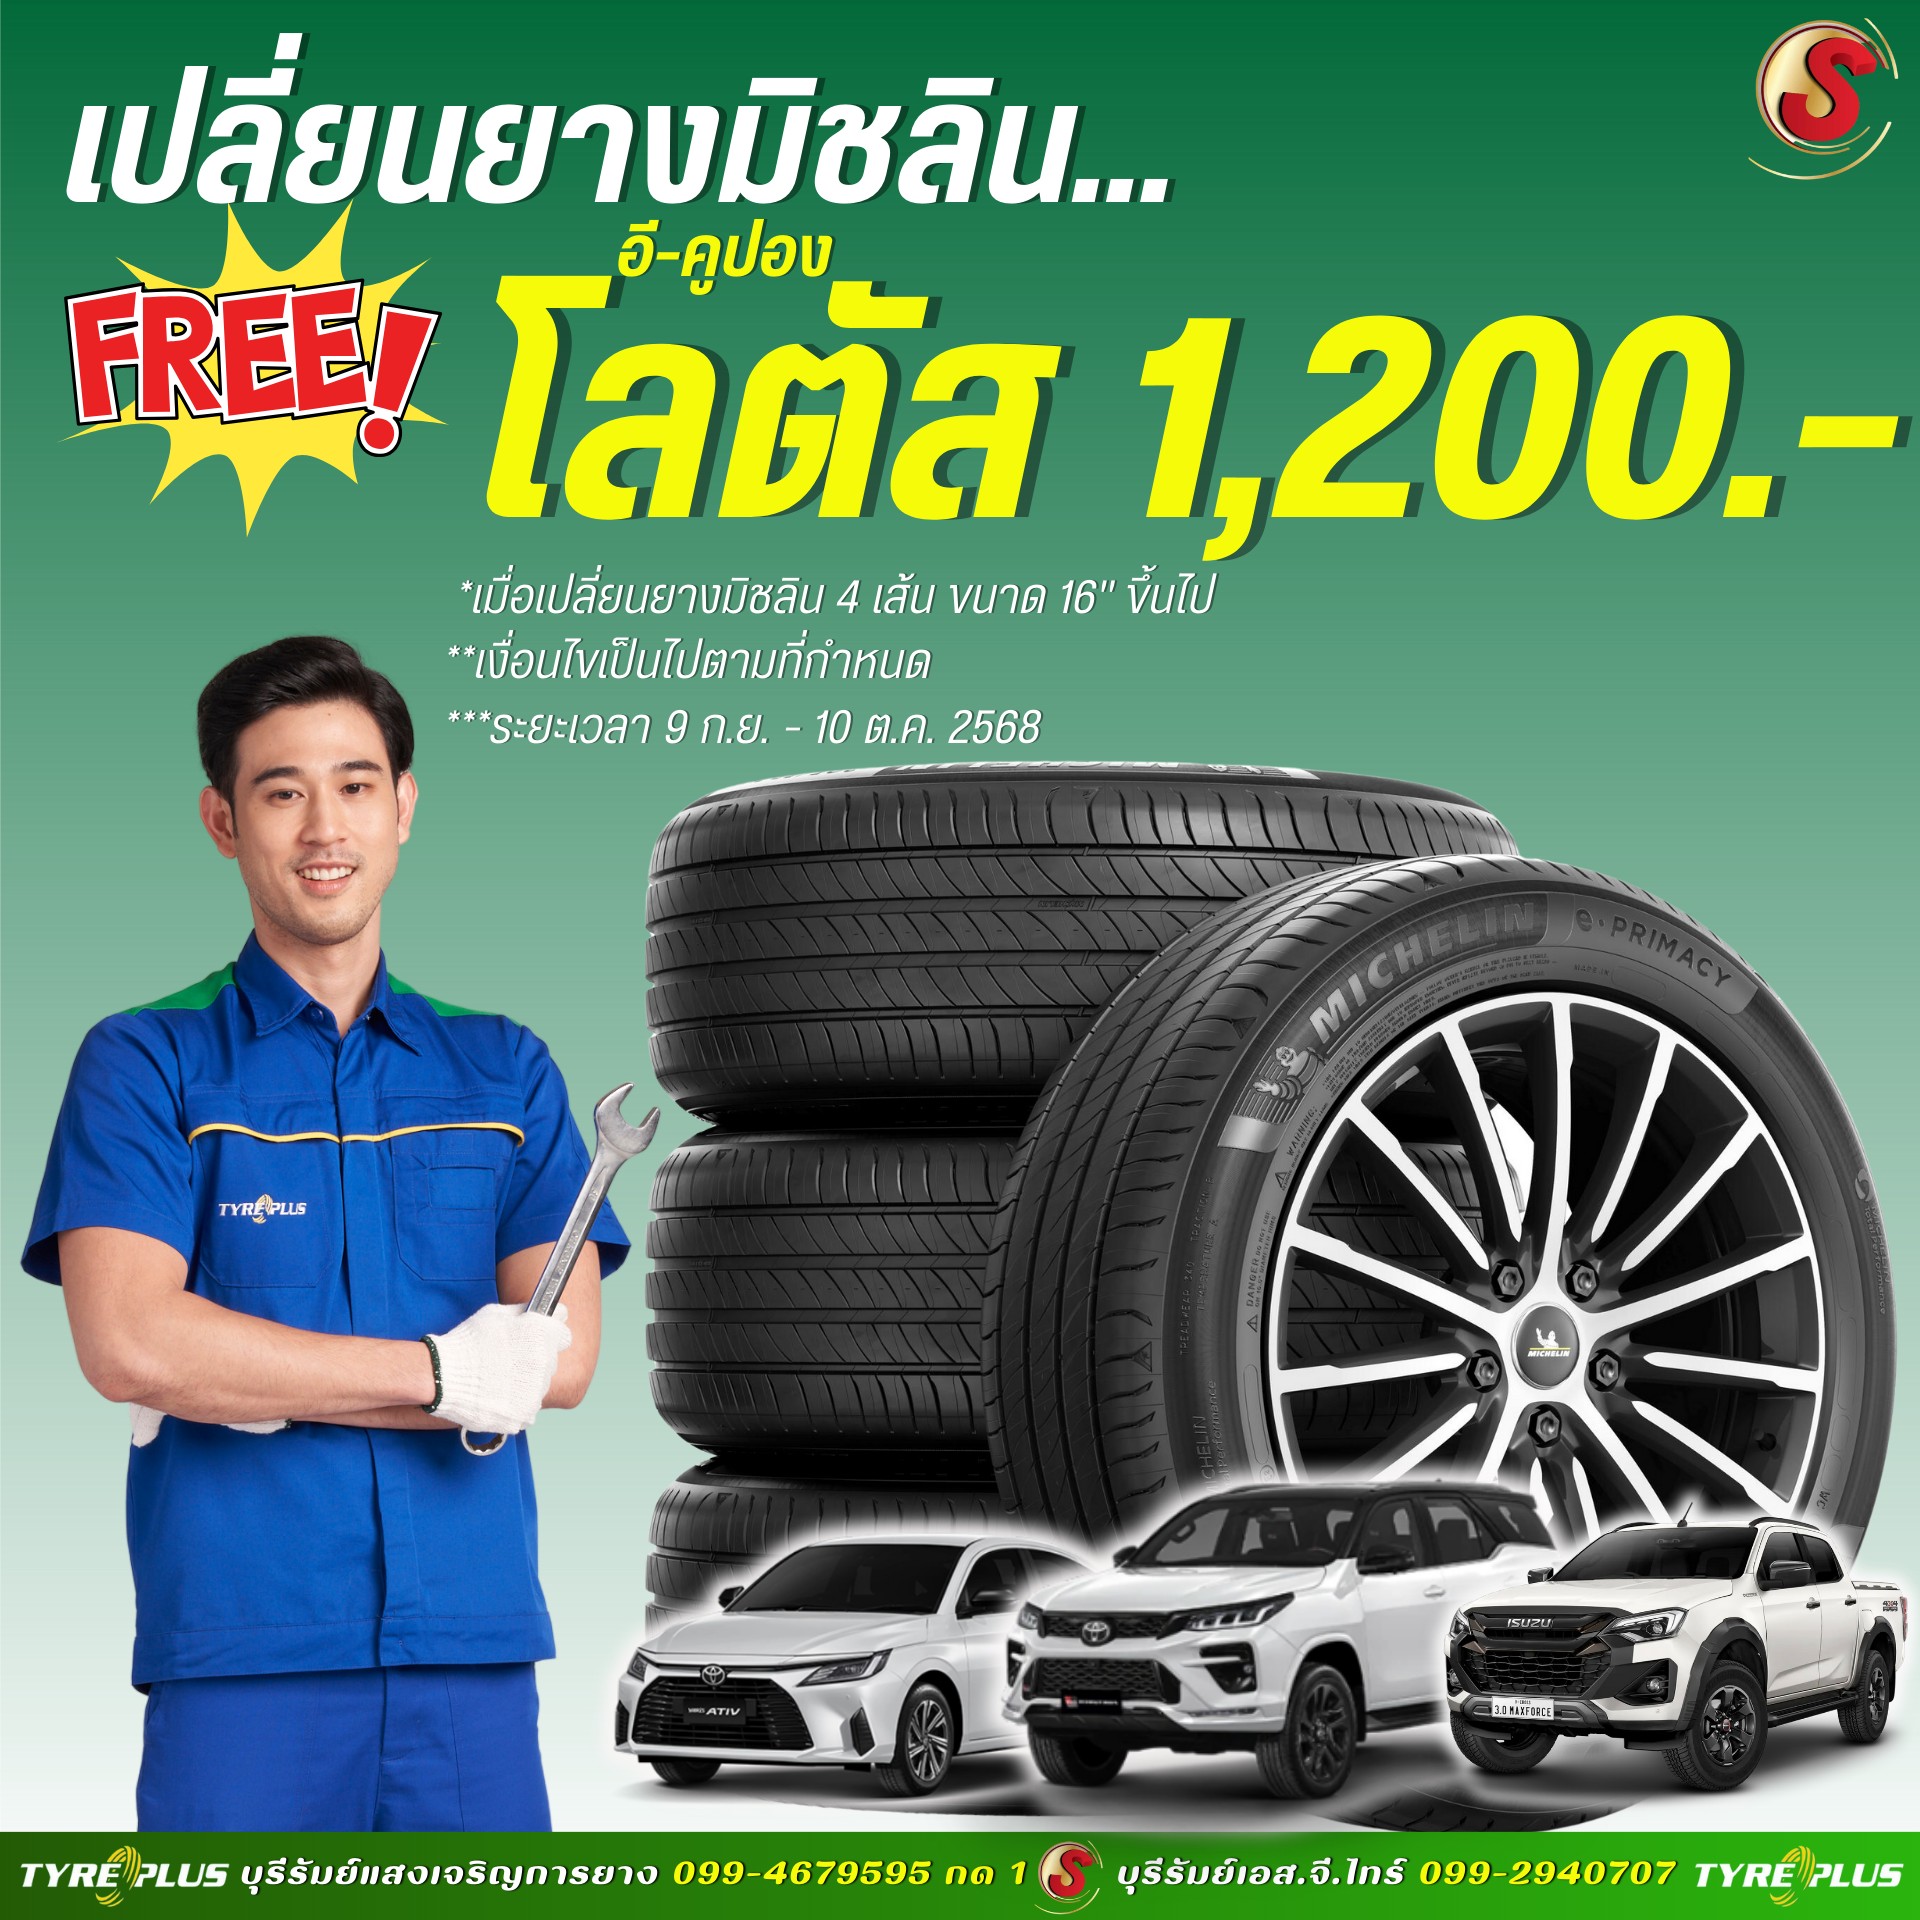 S
เปลี่ยนยางมิชลิน...
FREE!
อี-คูปอง
โลตัส 1,200.-
*เมื่อเปลี่ยนยางมิชลิน 4 เส้น ขนาด 16" ขึ้นไป
**เงื่อนไขเป็นไปตามที่กำหนด
***ระยะเวลา 9 ก.ย. - 10 ต.ค. 2568
MICHELIN e·PRIMACY
TYREPLUS
MICHELIN
YARIS ATIV
ISUZU
V-CROSS
3.0 MAXFORCE
TYREPLUS บุรีรัมย์แสงเจริญการยาง 099-4679595 กด 1 S บุรีรัมย์เอส.จี.ไทร์ 099-2940707 TYREPLUS